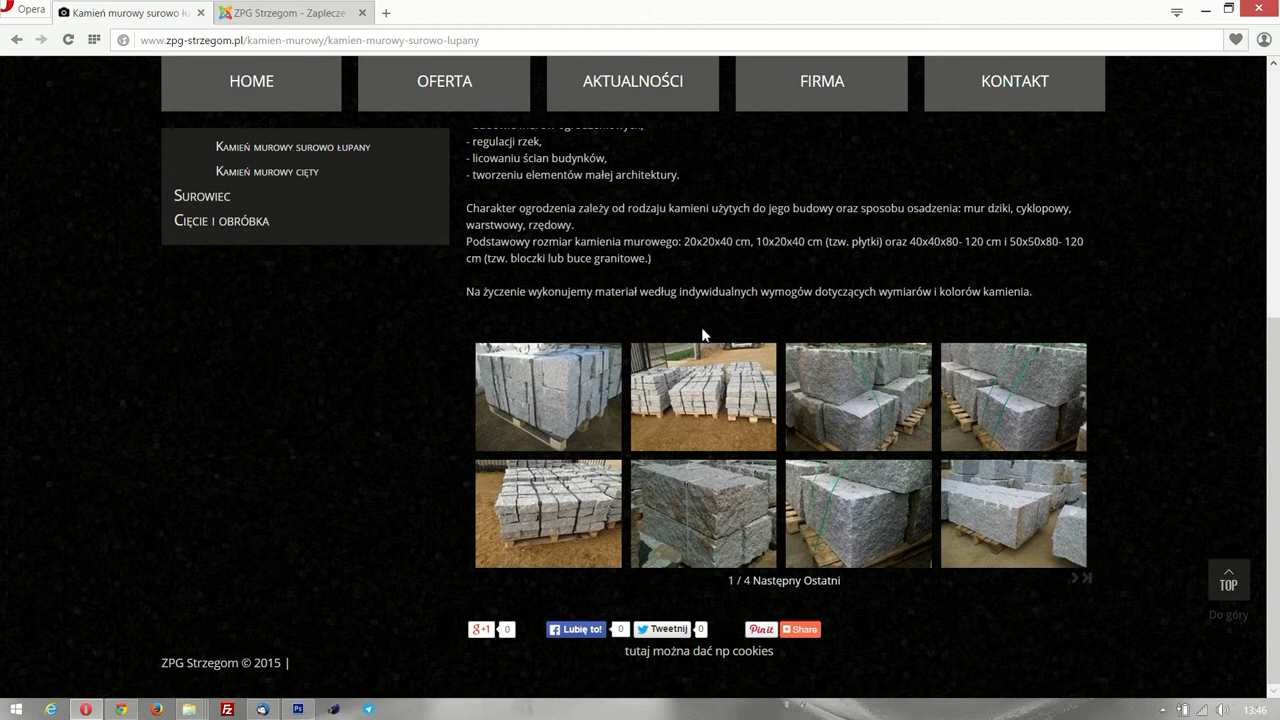 Opera
Kamień murowy surowo łu
ZPG Strzegom - Zaplecze
www.zpg-strzegom.pl/kamien-murowy/kamien-murowy-surowo-lupany
HOME
OFERTA
AKTUALNOŚCI
FIRMA
KONTAKT
Kamień murowy surowo łupany
Kamień murowy cięty
Surowiec
Cięcie i obróbka
- regulacji rzek,
- licowaniu ścian budynków,
- tworzeniu elementów małej architektury.
Charakter ogrodzenia zależy od rodzaju kamieni użytych do jego budowy oraz sposobu osadzenia: mur dziki, cyklopowy,
warstwowy, rzędowy.
Podstawowy rozmiar kamienia murowego: 20x20x40 cm, 10x20x40 cm (tzw. płytki) oraz 40x40x80- 120 cm i 50x50x80- 120
cm (tzw. bloczki lub buce granitowe.)
Na życzenie wykonujemy materiał według indywidualnych wymogów dotyczących wymiarów i kolorów kamienia.
1 / 4 Następny Ostatni
TOP
Do góry
g+1 0
Lubię to! 0
Tweetnij 0
Pin it
Share
tutaj można dać np cookies
ZPG Strzegom © 2015 |
13:46